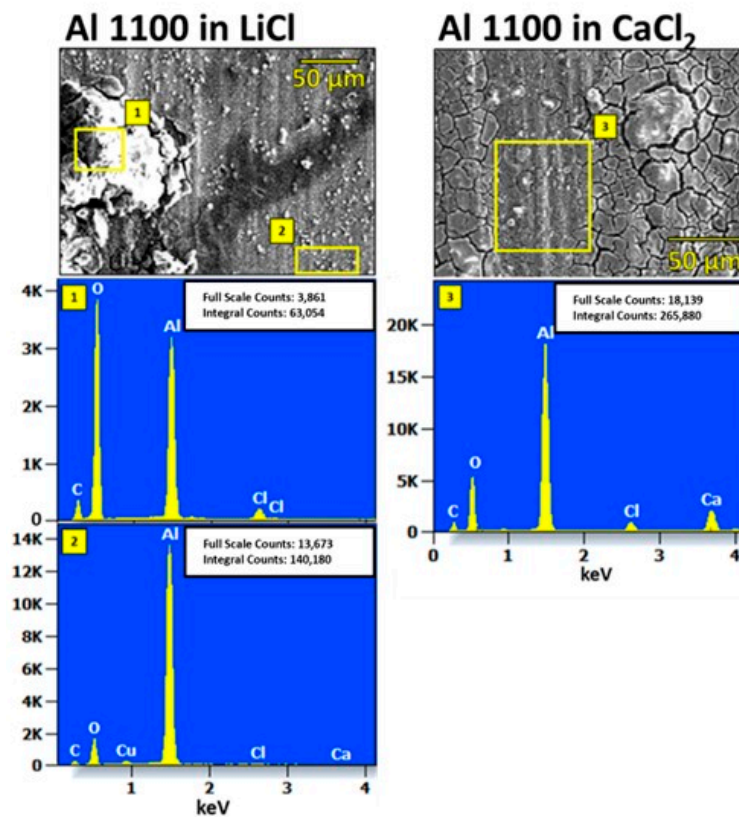 Al 1100 in LiCl
50 μm
1
2
1
O
Full Scale Counts: 3,861
Integral Counts: 63,054
4K
Al
3K
2K
1K
C
Cl
Cl
0
2
Al
Full Scale Counts: 13,673
Integral Counts: 140,180
14K
12K
10K
8K
6K
4K
2K
O
C
Cu
Cl
Ca
0
1 2 3 4
keV
Al 1100 in CaCl₂
3
50 μm
3
Full Scale Counts: 18,139
Integral Counts: 265,880
20K
Al
15K
10K
O
5K
Ca
C
Cl
0
0 1 2 3 4
keV